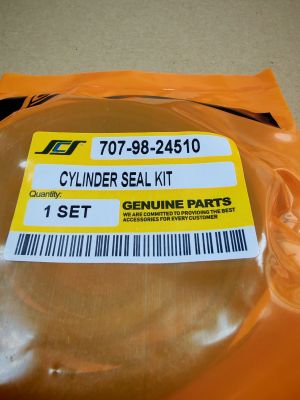 SCS 707-98-24510
CYLINDER SEAL KIT
Quantity:
1 SET
GENUINE PARTS
WE ARE COMMITTED TO PROVIDING THE BEST
ACCESSORIES FOR EVERY CUSTOMER